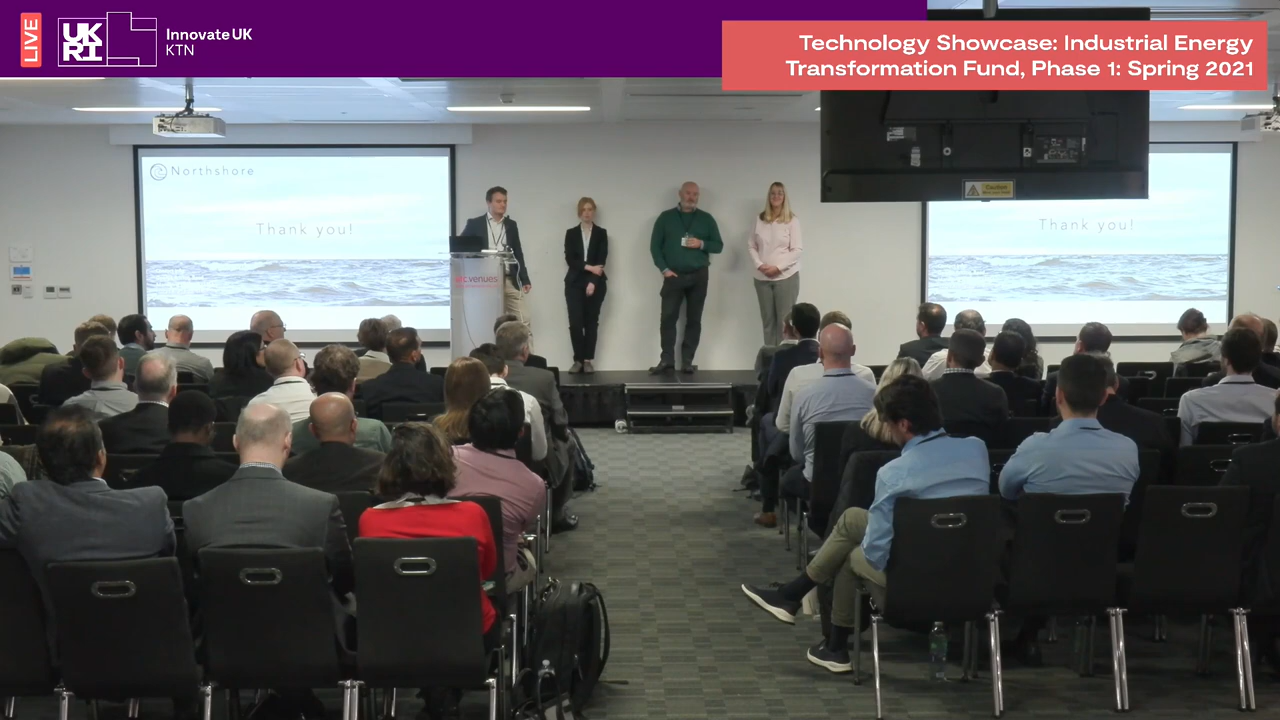 LIVE
UK
RI
Innovate UK
KTN
Technology Showcase: Industrial Energy
Transformation Fund, Phase 1: Spring 2021
Northshore
Thank you!
Thank you!
Caution
venues